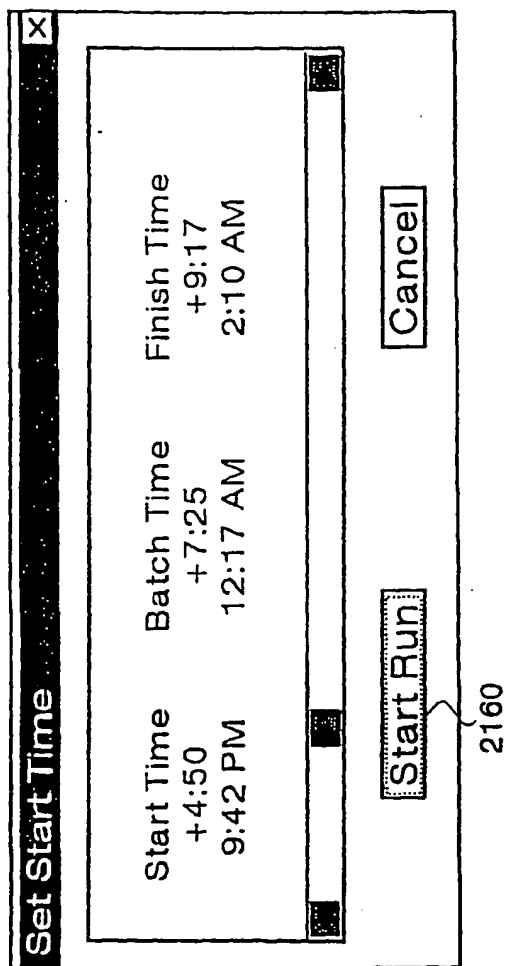 Set Start Time X
Start Time Batch Time Finish Time
+4:50 +7:25 +9:17
9:42 PM 12:17 AM 2:10 AM
Start Run Cancel
2160